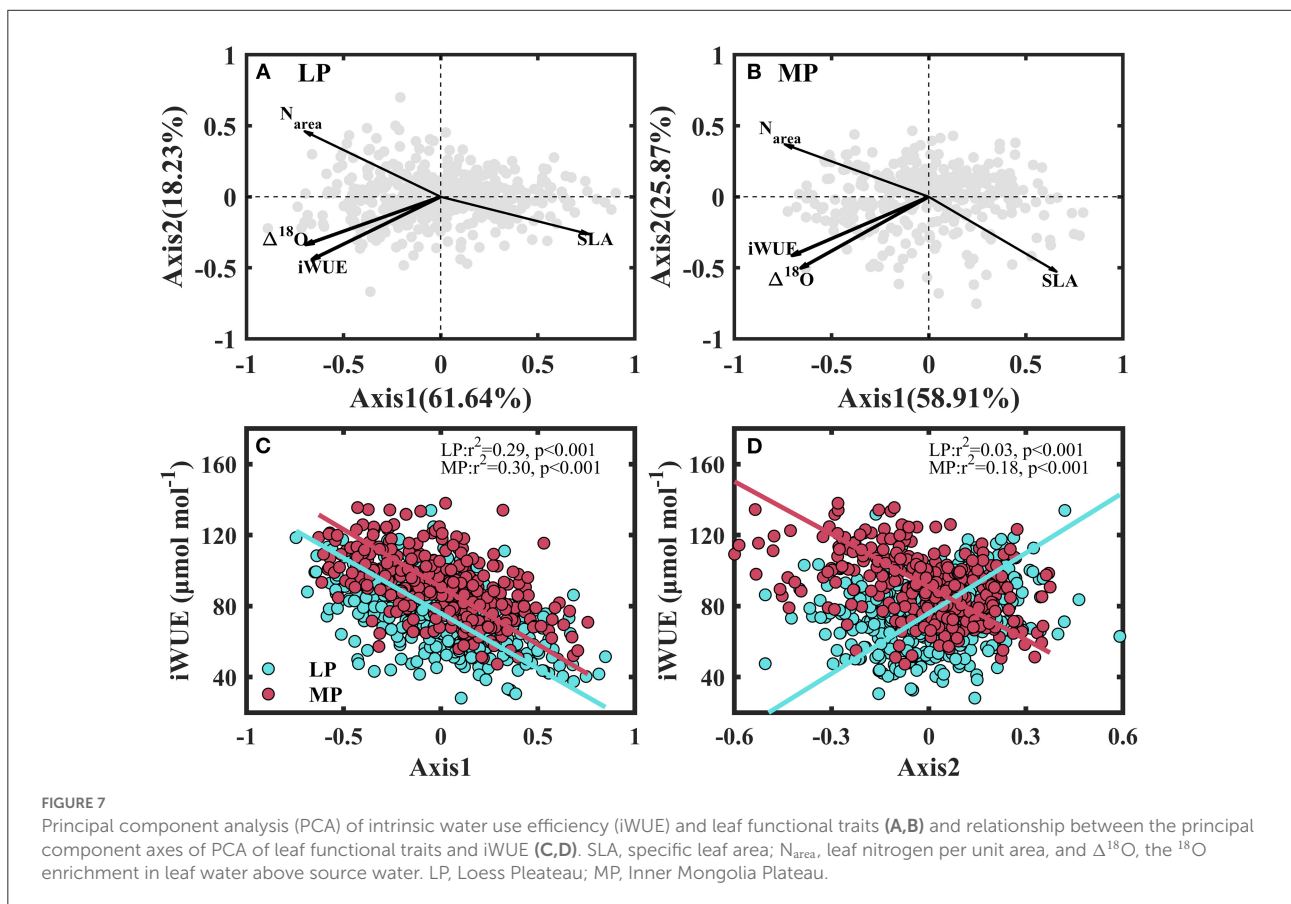 A LP
1
0.5
0
-0.5
-1
Axis2(18.23%)
N_area
Δ¹⁸O
iWUE
SLA
-1 -0.5 0 0.5 1
Axis1(61.64%)
B MP
1
0.5
0
-0.5
-1
Axis2(25.87%)
N_area
iWUE
Δ¹⁸O
SLA
-1 -0.5 0 0.5 1
Axis1(58.91%)
C
LP:r²=0.29, p<0.001
MP:r²=0.30, p<0.001
160
120
80
40
iWUE (μmol mol⁻¹)
LP
MP
-1 -0.5 0 0.5 1
Axis1
D
LP:r²=0.03, p<0.001
MP:r²=0.18, p<0.001
160
120
80
40
iWUE (μmol mol⁻¹)
-0.6 -0.3 0 0.3 0.6
Axis2
FIGURE 7
Principal component analysis (PCA) of intrinsic water use efficiency (iWUE) and leaf functional traits (A,B) and relationship between the principal
component axes of PCA of leaf functional traits and iWUE (C,D). SLA, specific leaf area; N_area, leaf nitrogen per unit area, and Δ¹⁸O, the ¹⁸O
enrichment in leaf water above source water. LP, Loess Pleateau; MP, Inner Mongolia Plateau.